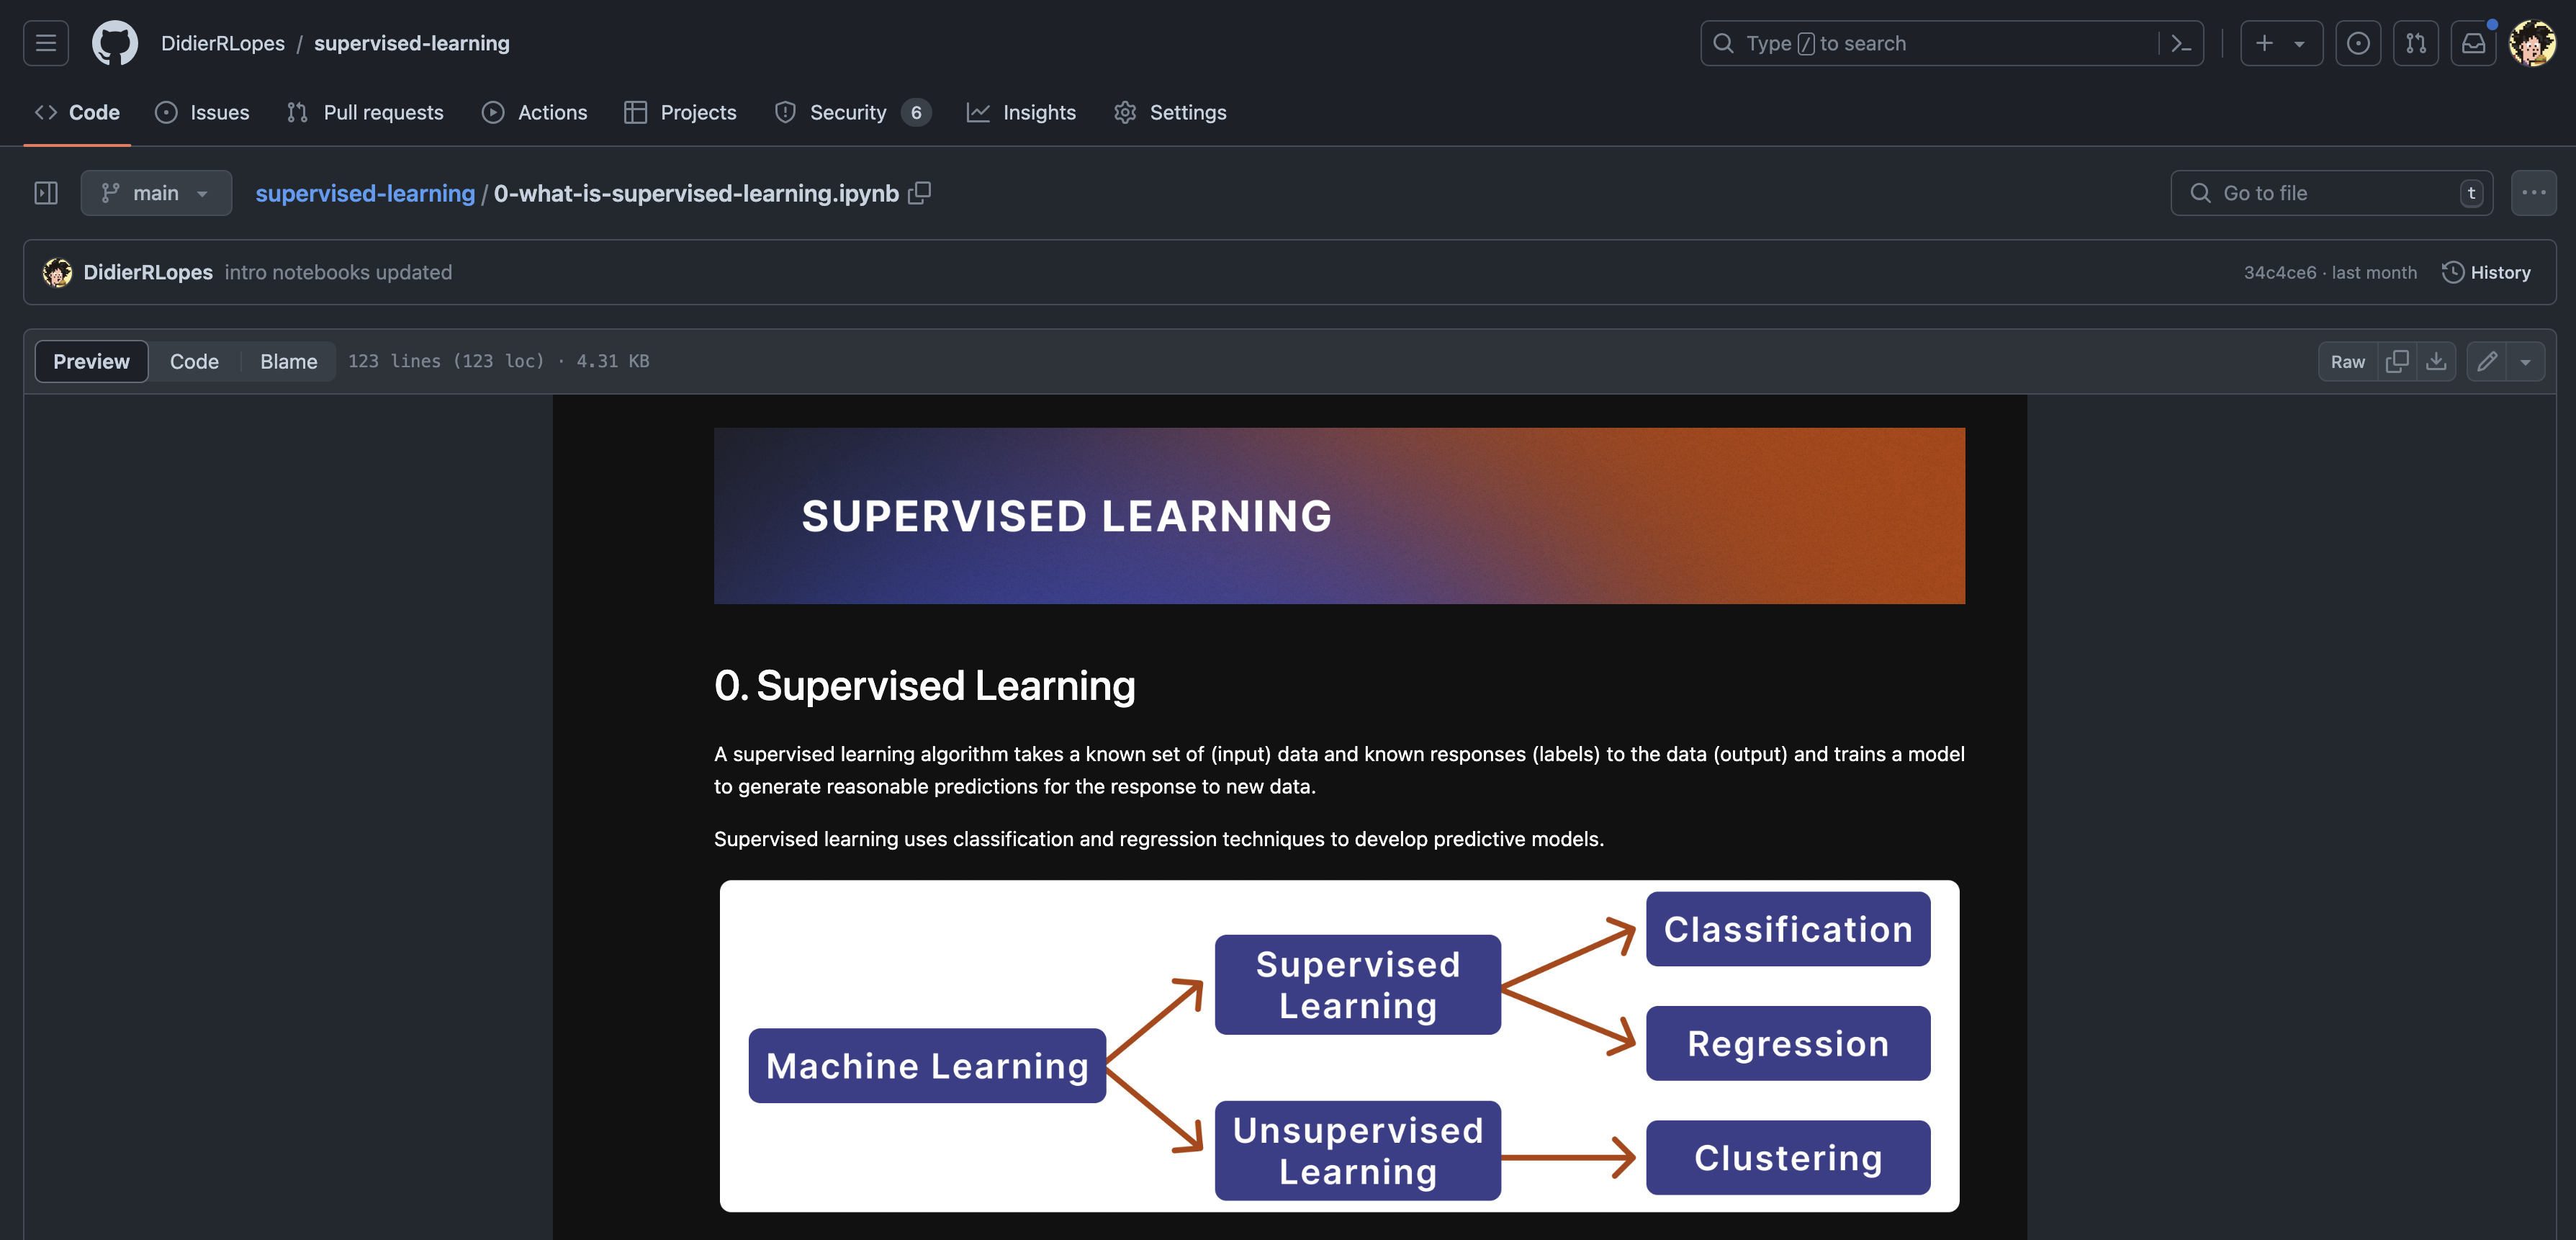 DidierRLopes / supervised-learning
Type / to search
Code
Issues
Pull requests
Actions
Projects
Security 6
Insights
Settings
main
supervised-learning / 0-what-is-supervised-learning.ipynb
Go to file
t
DidierRLopes intro notebooks updated
34c4ce6 · last month
History
Preview
Code
Blame
123 lines (123 loc) · 4.31 KB
Raw
SUPERVISED LEARNING
0. Supervised Learning
A supervised learning algorithm takes a known set of (input) data and known responses (labels) to the data (output) and trains a model
to generate reasonable predictions for the response to new data.
Supervised learning uses classification and regression techniques to develop predictive models.
Machine Learning
Supervised
Learning
Classification
Regression
Unsupervised
Learning
Clustering